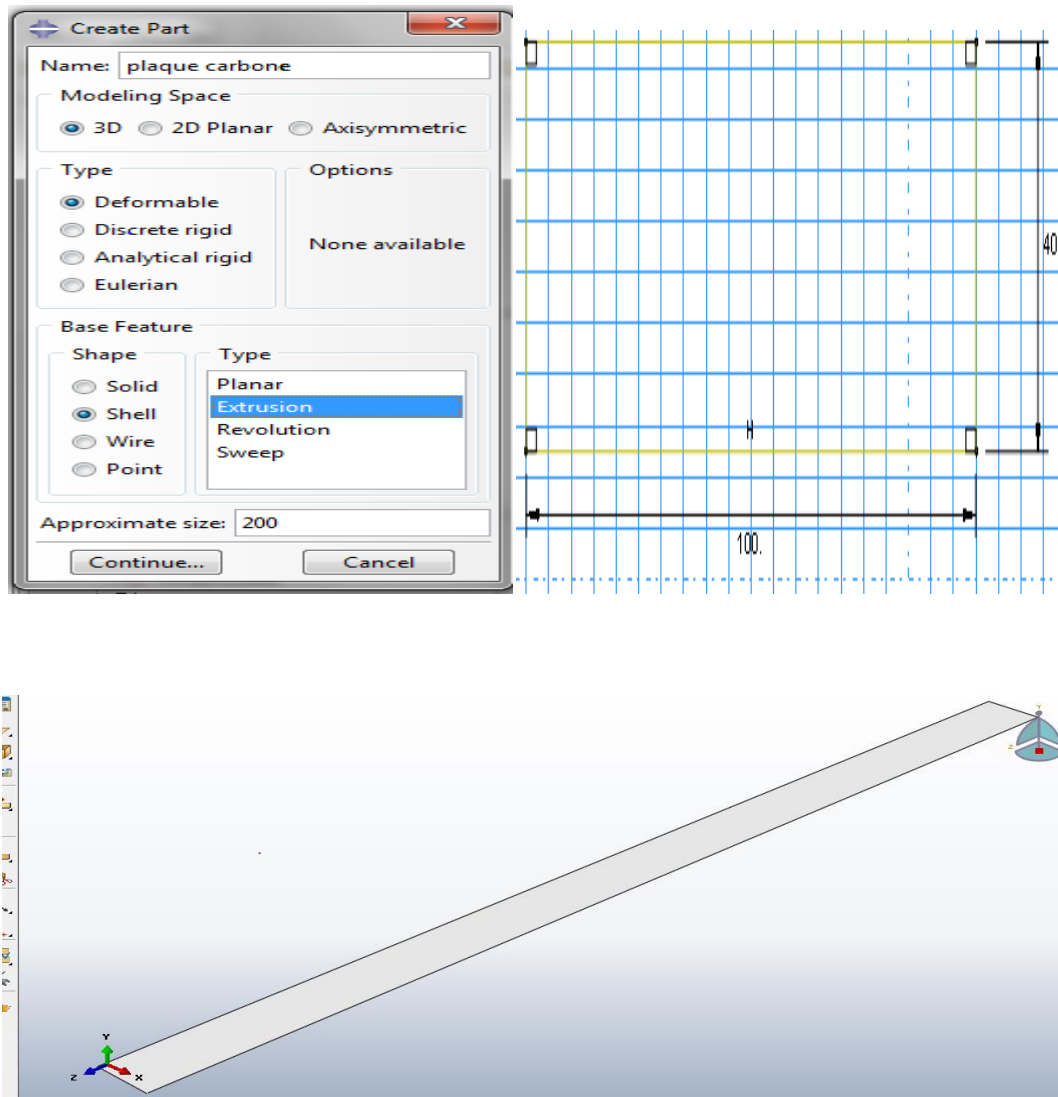 Create Part
Name: plaque carbone
Modeling Space
3D 2D Planar Axisymmetric
Type
Deformable
Discrete rigid
Analytical rigid
Eulerian
Options
None available
Base Feature
Shape
Solid
Shell
Wire
Point
Type
Planar
Extrusion
Revolution
Sweep
Approximate size: 200
Continue... Cancel
40
H
100.
Y
Z
Y
Z X